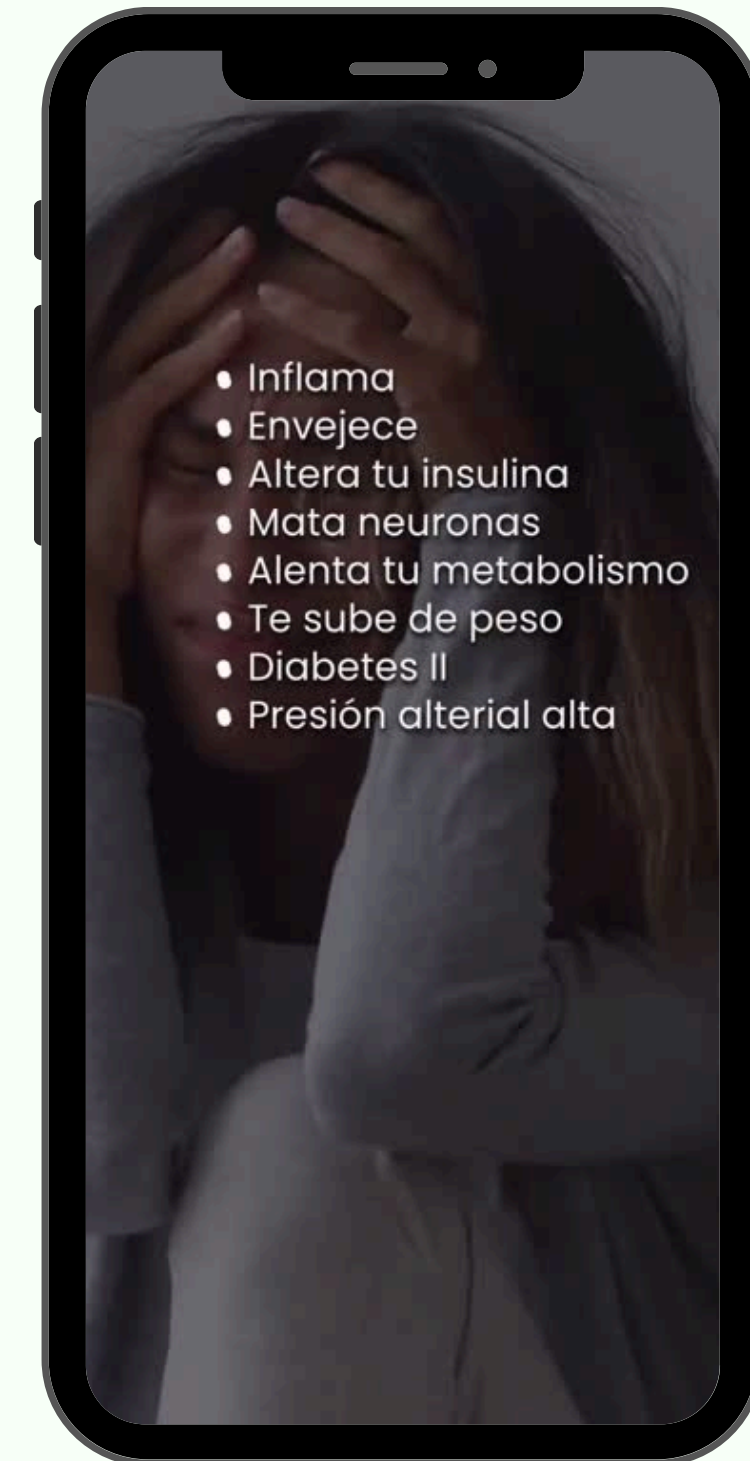 • Inflama
• Envejece
• Altera tu insulina
• Mata neuronas
• Alenta tu metabolismo
• Te sube de peso
• Diabetes II
• Presión alterial alta